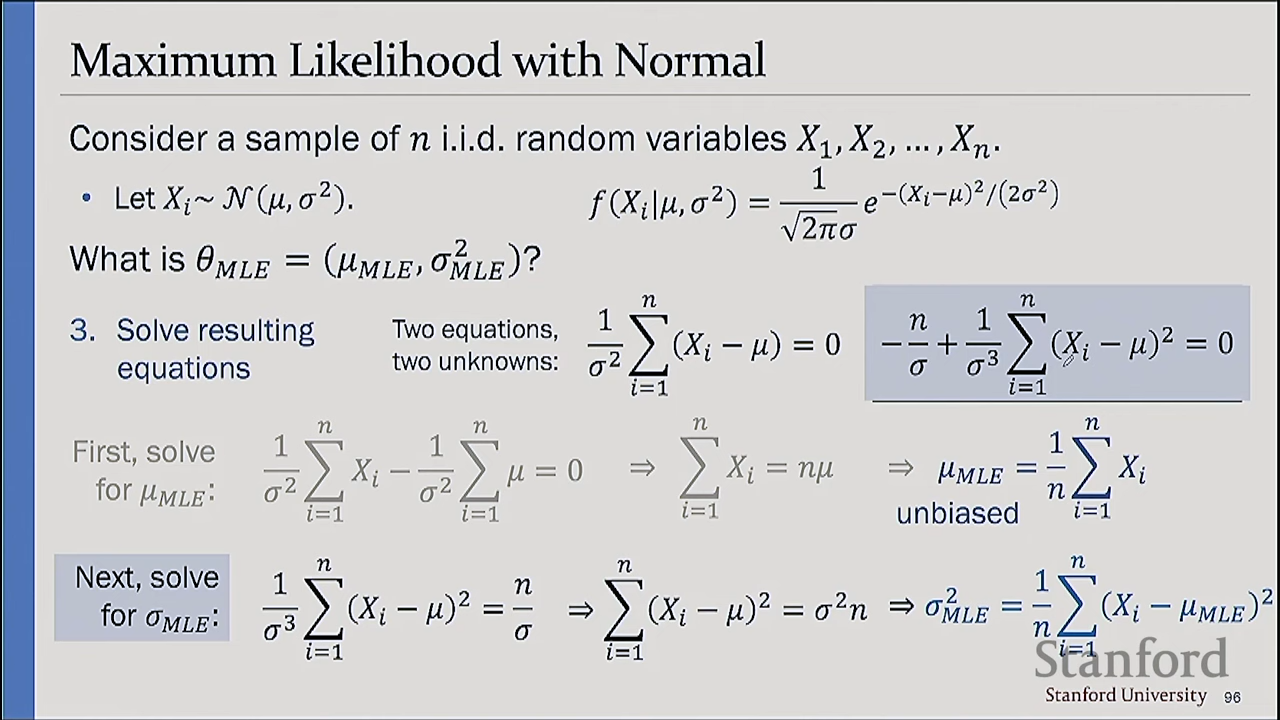 Maximum Likelihood with Normal
Consider a sample of n i.i.d. random variables X₁, X₂, ..., Xₙ.
• Let Xᵢ~ 𝒩(μ, σ²). f(Xᵢ|μ, σ²) = 1/(√2π σ) e^{−(Xᵢ−μ)²/(2σ²)}
What is θ_MLE = (μ_MLE, σ²_MLE)?
3. Solve resulting equations
Two equations, two unknowns:
1/σ² ∑_{i=1}^{n} (Xᵢ − μ) = 0
−n/σ + 1/σ³ ∑_{i=1}^{n} (Xᵢ − μ)² = 0
First, solve for μ_MLE:
1/σ² ∑_{i=1}^{n} Xᵢ − 1/σ² ∑_{i=1}^{n} μ = 0 ⇒ ∑_{i=1}^{n} Xᵢ = nμ ⇒ μ_MLE = 1/n ∑_{i=1}^{n} Xᵢ
unbiased
Next, solve for σ_MLE:
1/σ³ ∑_{i=1}^{n} (Xᵢ − μ)² = n/σ ⇒ ∑_{i=1}^{n} (Xᵢ − μ)² = σ²n ⇒ σ²_MLE = 1/n ∑_{i=1}^{n} (Xᵢ − μ_MLE)²
Stanford
Stanford University 96